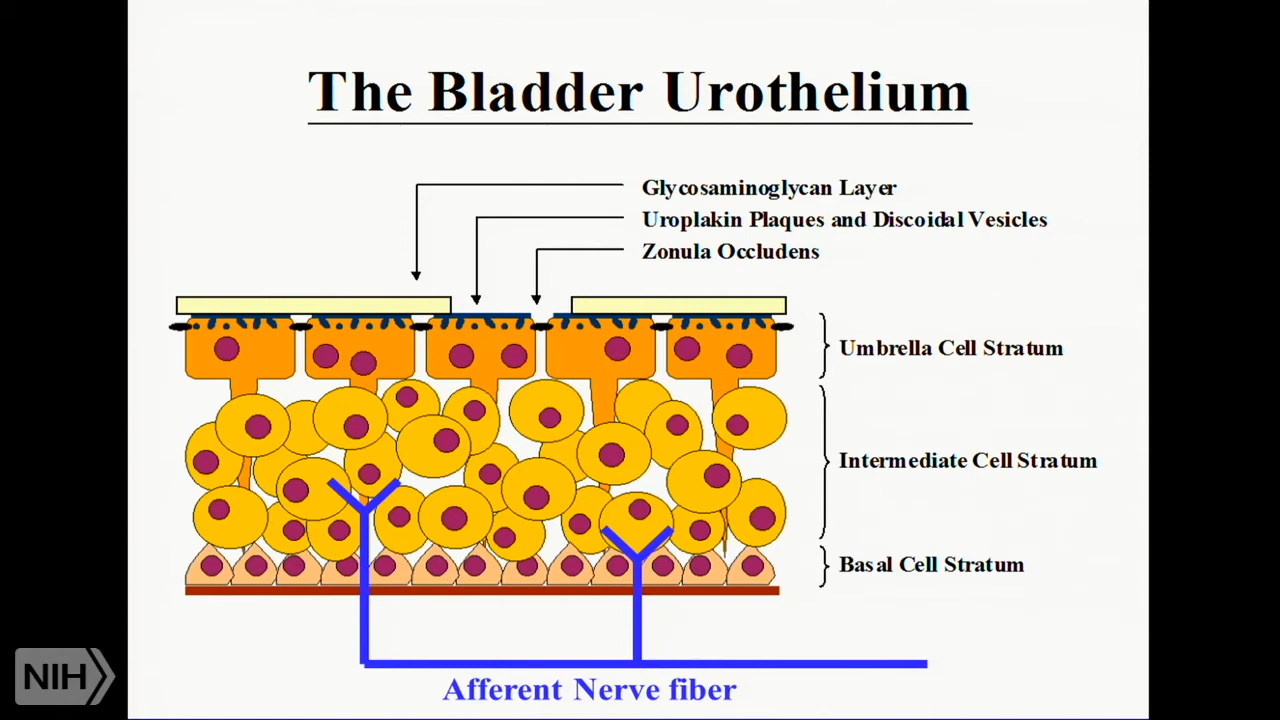 The Bladder Urothelium
Glycosaminoglycan Layer
Uroplakin Plaques and Discoidal Vesicles
Zonula Occludens
Umbrella Cell Stratum
Intermediate Cell Stratum
Basal Cell Stratum
Afferent Nerve fiber
NIH